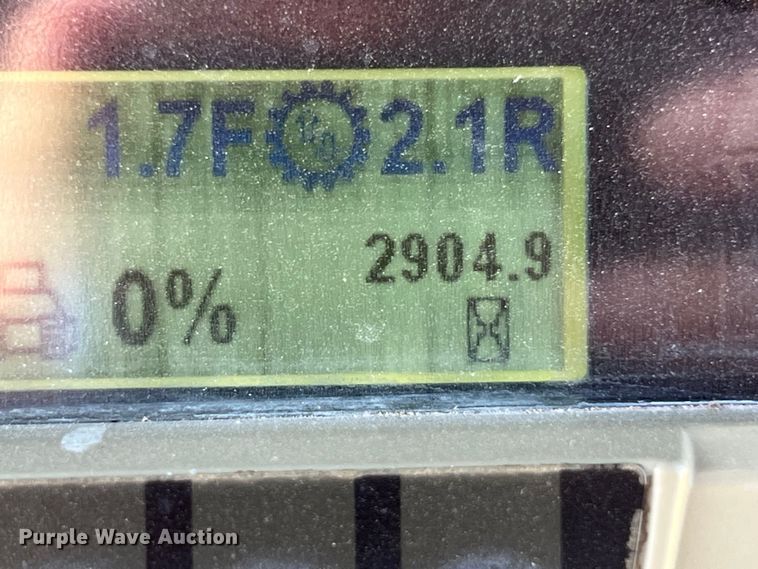 1.7F 2.1R
2904.9
0%
Purple Wave Auction